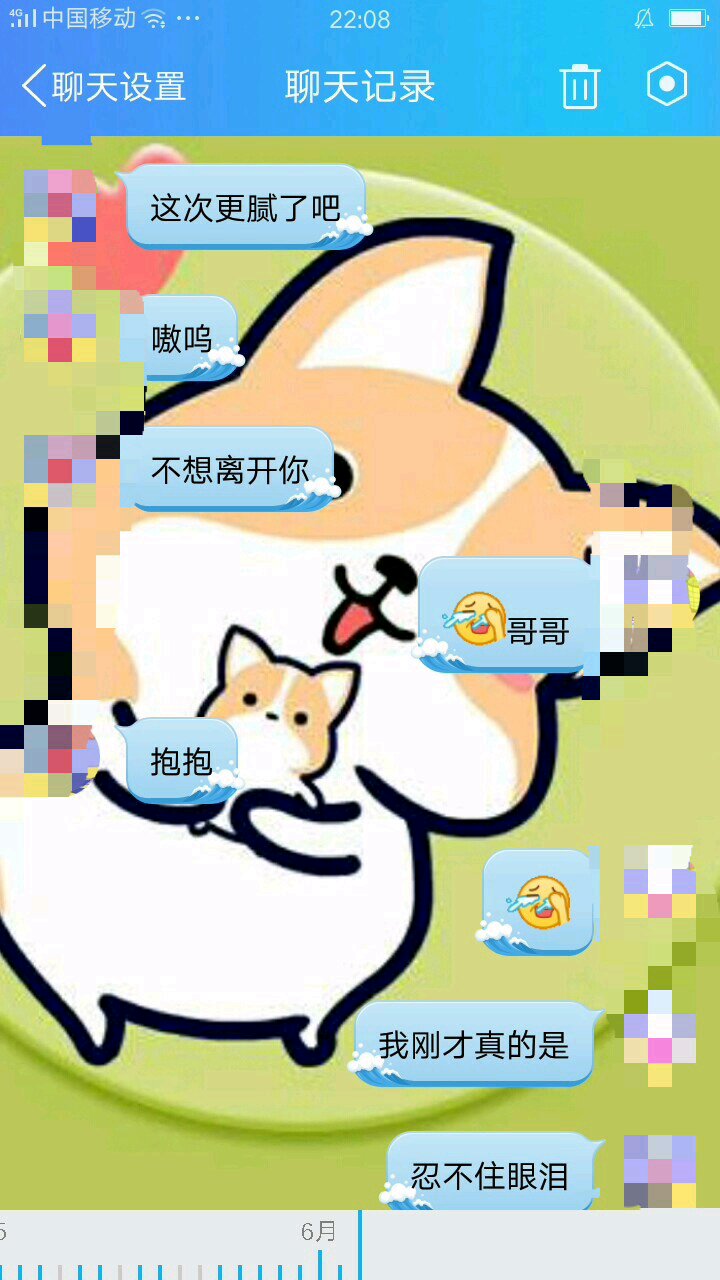 4G 中国移动 22:08
聊天设置 聊天记录
这次更腻了吧
嗷呜
不想离开你
哥哥
抱抱
我刚才真的是
忍不住眼泪
5 6月